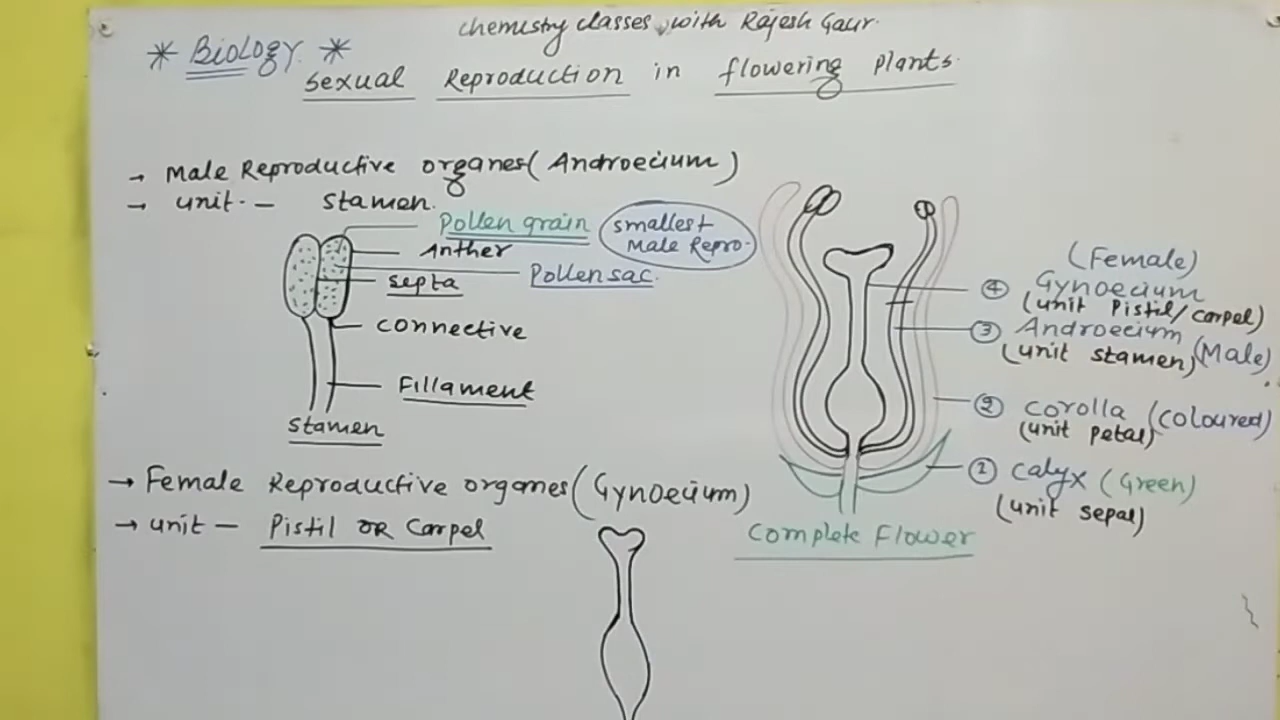 chemistry classes with Rajesh Gaur.
* Biology *
Sexual Reproduction in flowering plants.
→ Male Reproductive organes (Androecium)
→ unit. - Stamen.
Pollen grain
smallest
Male Repro.
Anther
Pollen sac.
septa
connective
Fillament
stamen
→ Female Reproductive organes (Gynoecium)
→ unit - Pistil OR Carpel
(Female)
④ Gynoecium
(unit Pistil/carpel)
③ Androecium (Male)
(unit stamen)
② corolla (coloured)
(unit petal)
① calyx (Green)
(unit sepal)
Complete Flower